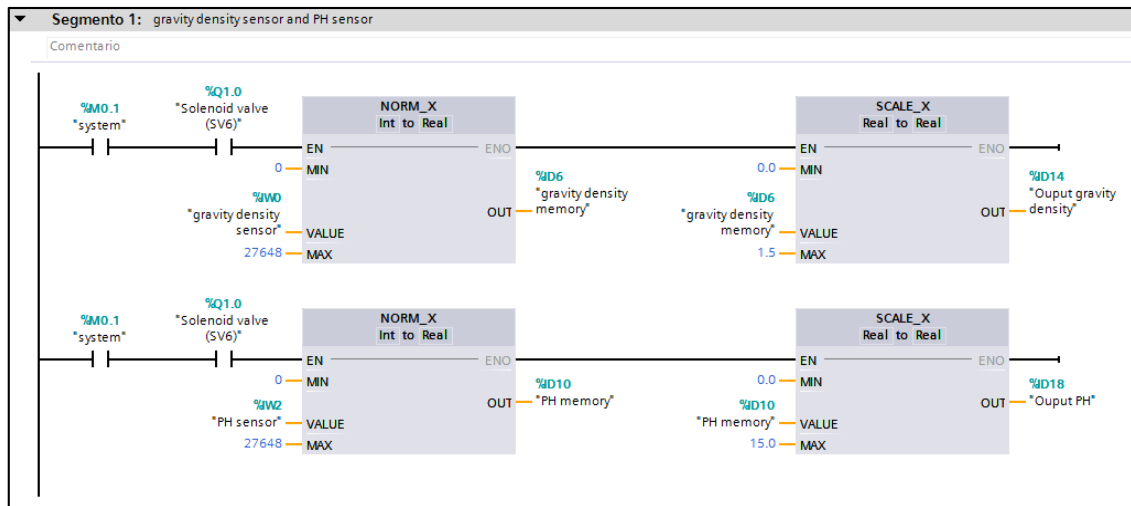 Segmento 1: gravity density sensor and PH sensor
Comentario
%M0.1
"system"
%Q1.0
"Solenoid valve
(SV6)"
NORM_X
Int to Real
EN
ENO
0
MIN
%IW0
"gravity density
sensor"
VALUE
27648
MAX
OUT
%ID6
"gravity density
memory"
SCALE_X
Real to Real
EN
ENO
0.0
MIN
%ID6
"gravity density
memory"
VALUE
1.5
MAX
OUT
%ID14
"Ouput gravity
density"
%M0.1
"system"
%Q1.0
"Solenoid valve
(SV6)"
NORM_X
Int to Real
EN
ENO
0
MIN
%IW2
"PH sensor"
VALUE
27648
MAX
OUT
%ID10
"PH memory"
SCALE_X
Real to Real
EN
ENO
0.0
MIN
%ID10
"PH memory"
VALUE
15.0
MAX
OUT
%ID18
"Ouput PH"